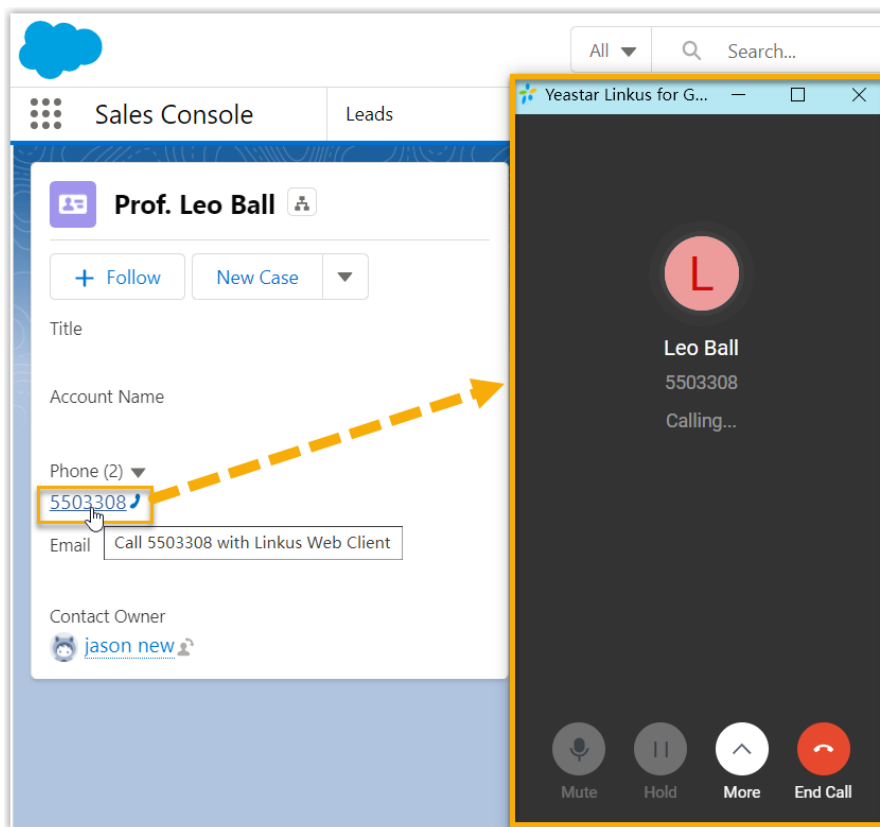 All
Search...
Sales Console
Leads
Prof. Leo Ball
+ Follow
New Case
Title
Account Name
Phone (2)
5503308
Call 5503308 with Linkus Web Client
Email
Contact Owner
jason new
Yeastar Linkus for G...
L
Leo Ball
5503308
Calling...
Mute
Hold
More
End Call